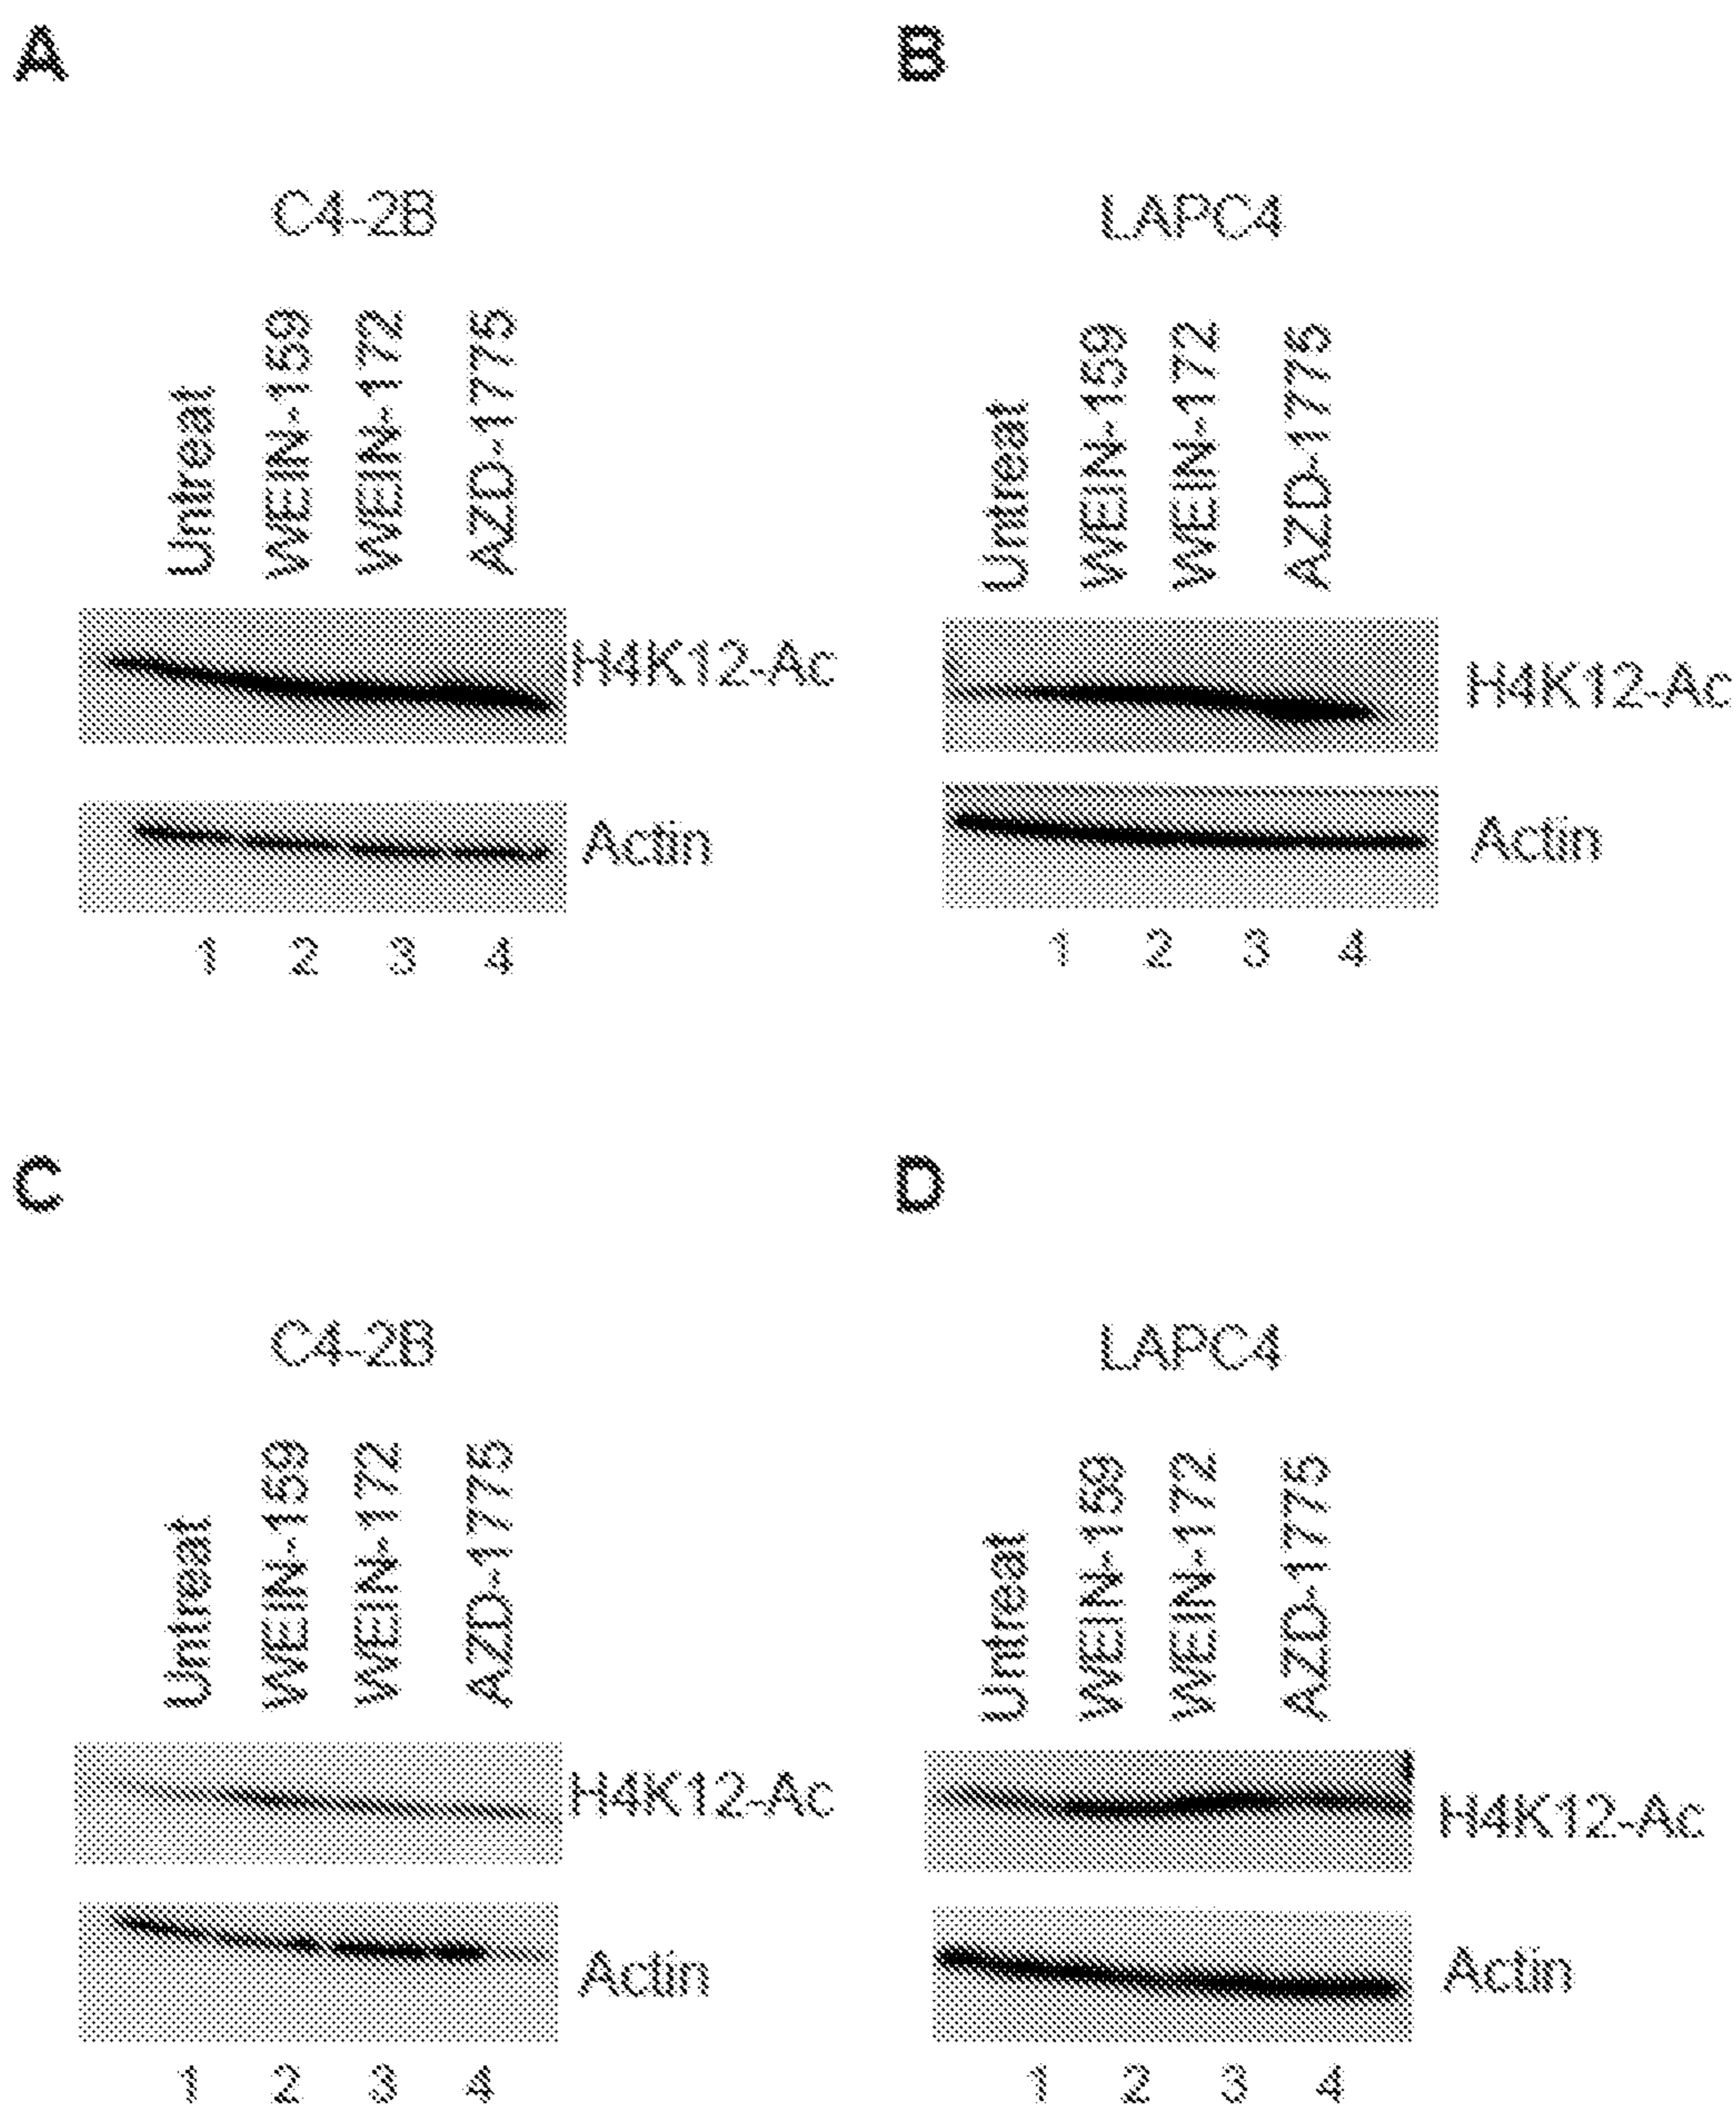 A
C4-2B
Untreat
WEIN-159
WEIN-172
AZD-1775
H4K12-Ac
Actin
1 2 3 4
B
LAPC4
Untreat
WEIN-159
WEIN-172
AZD-1775
H4K12-Ac
Actin
1 2 3 4
C
C4-2B
Untreat
WEIN-159
WEIN-172
AZD-1775
H4K12-Ac
Actin
1 2 3 4
D
LAPC4
Untreat
WEIN-159
WEIN-172
AZD-1775
H4K12-Ac
Actin
1 2 3 4